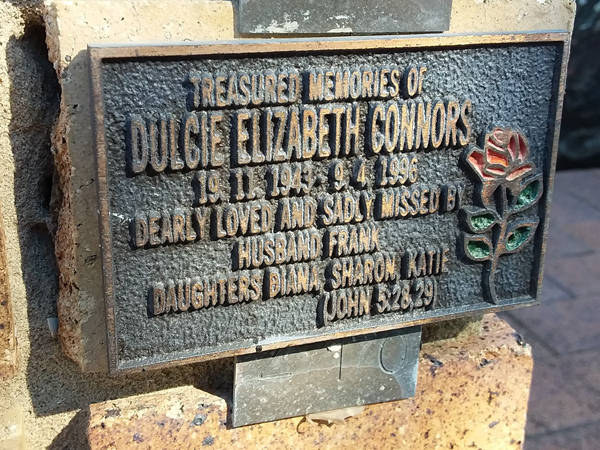 TREASURED MEMORIES OF
DULCIE ELIZABETH CONNORS
19. 11. 1949 - 9. 4. 1996
DEARLY LOVED AND SADLY MISSED BY
HUSBAND FRANK
DAUGHTERS DIANA, SHARON, KATIE
(JOHN 5:28,29)